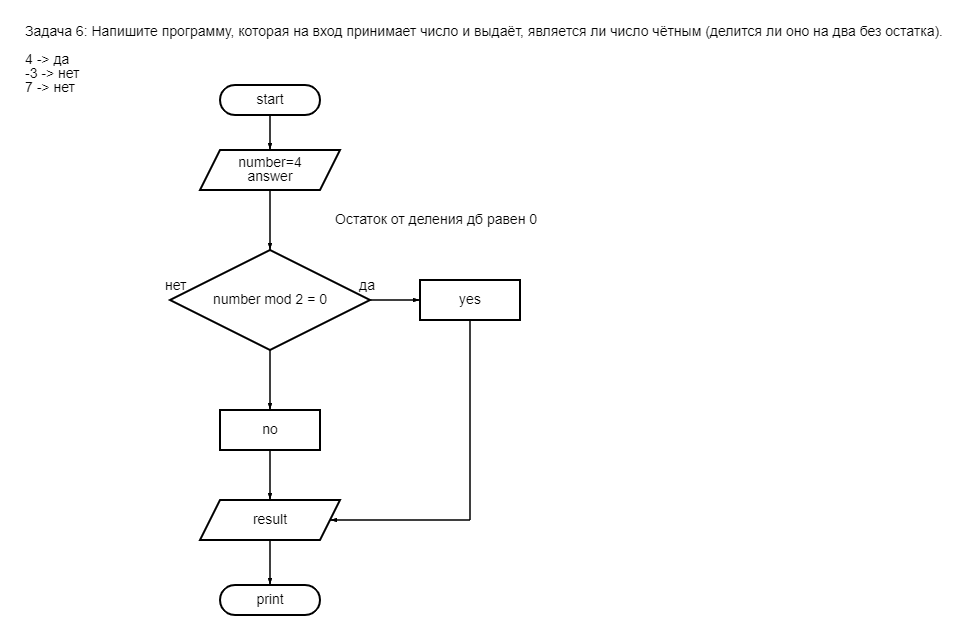 Задача 6: Напишите программу, которая на вход принимает число и выдаёт, является ли число чётным (делится ли оно на два без остатка).
4 -> да
-3 -> нет
7 -> нет
start
number=4
answer
Остаток от деления дб равен 0
нет
да
number mod 2 = 0
yes
no
result
print